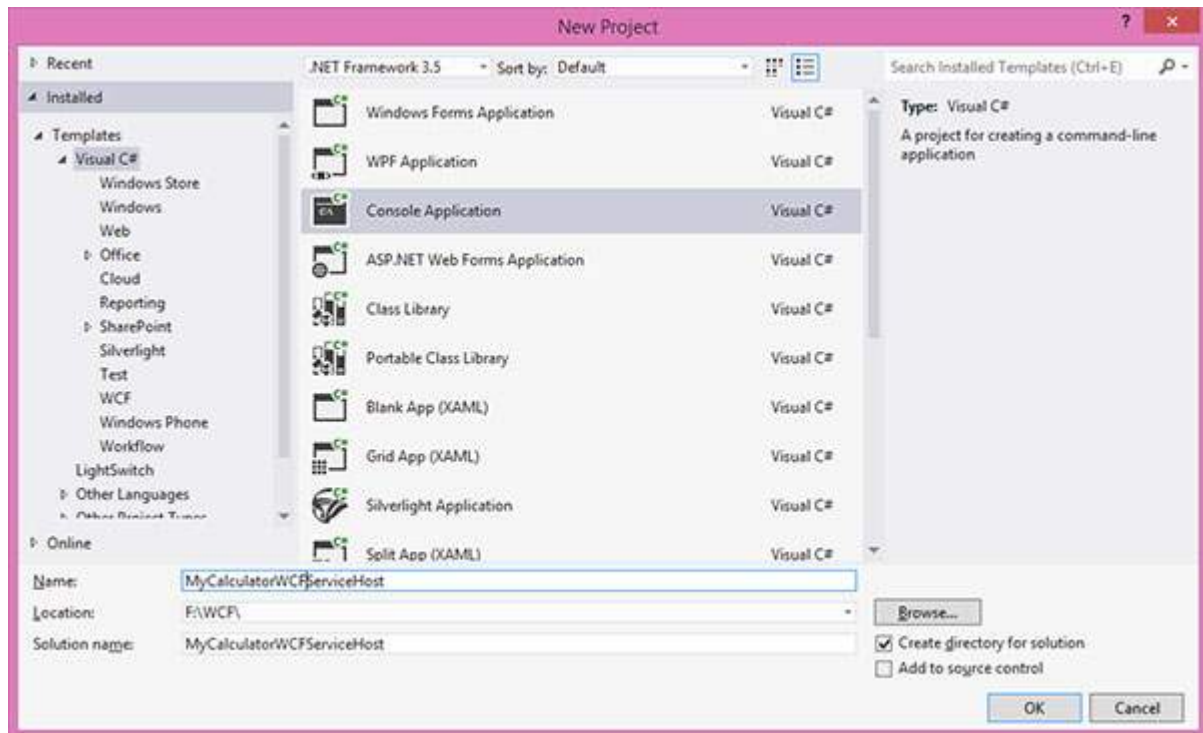 New Project
?
Recent
.NET Framework 3.5
Sort by: Default
Search Installed Templates (Ctrl+E)
Installed
Templates
Visual C#
Windows Store
Windows
Web
Office
Cloud
Reporting
SharePoint
Silverlight
Test
WCF
Windows Phone
Workflow
LightSwitch
Other Languages
Other Project Types
Online
Windows Forms Application Visual C#
WPF Application Visual C#
Console Application Visual C#
ASP.NET Web Forms Application Visual C#
Class Library Visual C#
Portable Class Library Visual C#
Blank App (XAML) Visual C#
Grid App (XAML) Visual C#
Silverlight Application Visual C#
Split App (XAML) Visual C#
Type: Visual C#
A project for creating a command-line
application
Name: MyCalculatorWCFServiceHost
Location: F:\WCF\
Browse...
Solution name: MyCalculatorWCFServiceHost
Create directory for solution
Add to source control
OK
Cancel